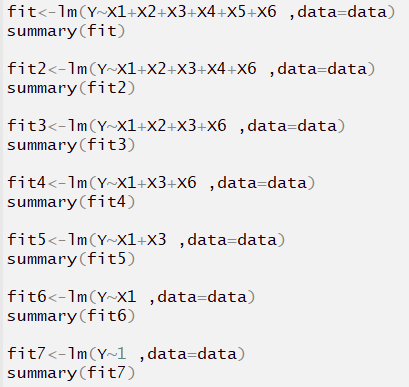 fit<-lm(Y~X1+X2+X3+X4+X5+X6 ,data=data)
summary(fit)
fit2<-lm(Y~X1+X2+X3+X4+X6 ,data=data)
summary(fit2)
fit3<-lm(Y~X1+X2+X3+X6 ,data=data)
summary(fit3)
fit4<-lm(Y~X1+X3+X6 ,data=data)
summary(fit4)
fit5<-lm(Y~X1+X3 ,data=data)
summary(fit5)
fit6<-lm(Y~X1 ,data=data)
summary(fit6)
fit7<-lm(Y~1 ,data=data)
summary(fit7)